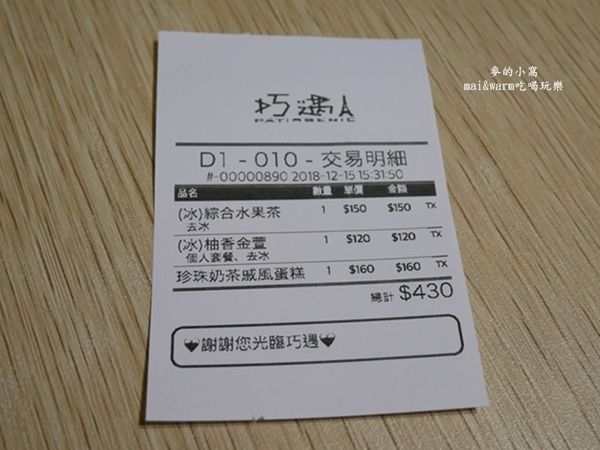 麥的小窩
mai&warm吃喝玩樂
巧遇
PATISSENIC
D1 - 010 - 交易明細
#-00000890 2018-12-15 15:31:50
品名 數量 單價 金額
(冰)綜合水果茶 1 $150 $150 TX
去冰
(冰)柚香金萱 1 $120 $120 TX
個人套餐、去冰
珍珠奶茶戚風蛋糕 1 $160 $160 TX
總計 $430
謝謝您光臨巧遇